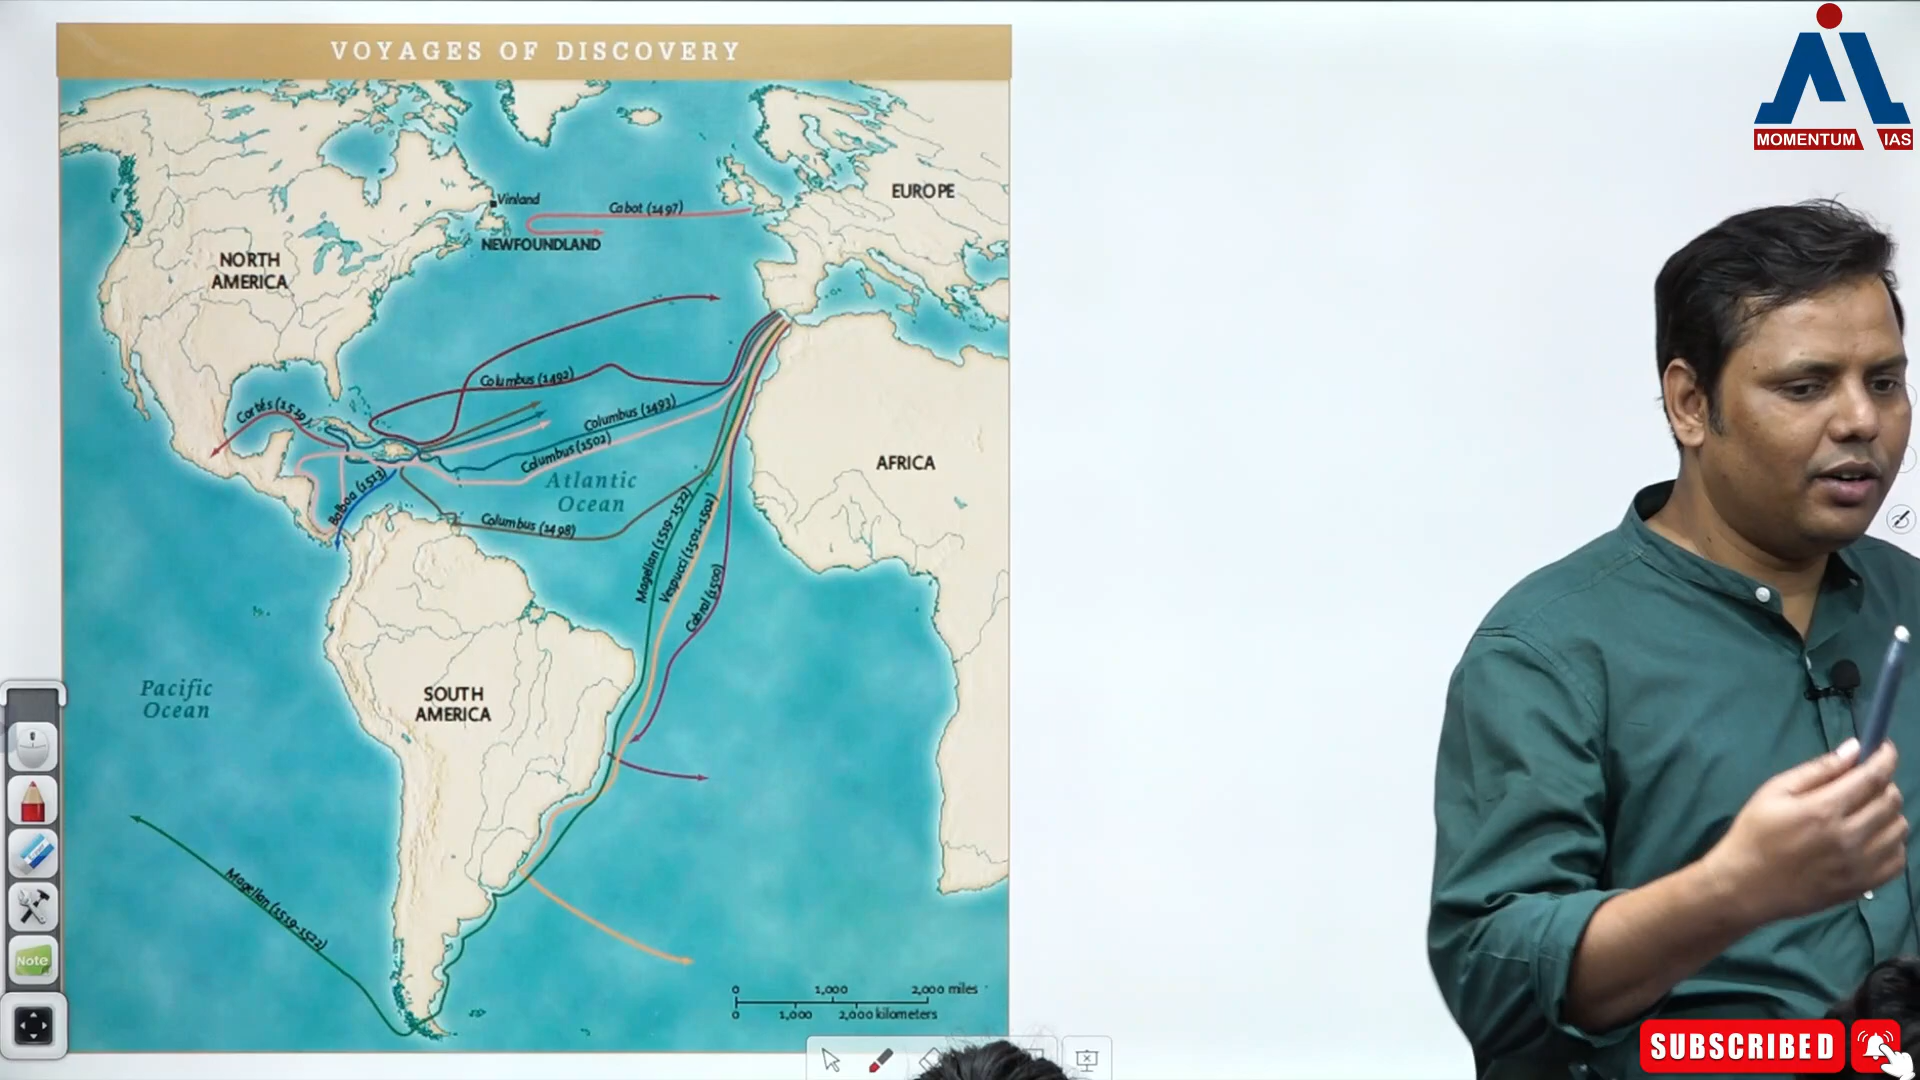 VOYAGES OF DISCOVERY
MOMENTUM IAS
EUROPE
Vinland
Cabot (1497)
NEWFOUNDLAND
NORTH
AMERICA
Columbus (1492)
Cortés (1519)
Columbus (1493)
Columbus (1502)
AFRICA
Atlantic
Ocean
Balboa (1513)
Columbus (1498)
Magellan (1519-1522)
Vespucci (1501-1502)
Cabral (1500)
Pacific
Ocean
SOUTH
AMERICA
Magellan (1519-1522)
Note
0 1,000 2,000 miles
0 1,000 2,000 kilometers
SUBSCRIBED